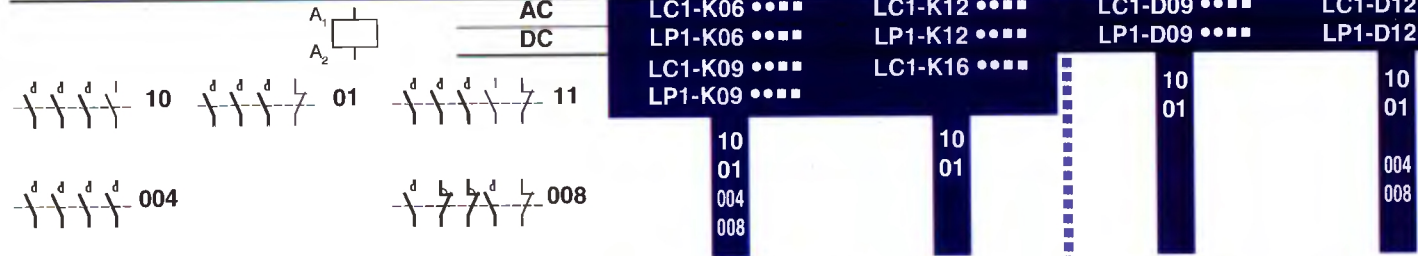 A1
A2
AC
DC
d d d 10
d d d 01
d d d 11
d d d d 004
d d 008
LC1-K06 ••■■
LP1-K06 ••■■
LC1-K09 ••■■
LP1-K09 ••■■
10
01
004
008
LC1-K12 ••■■
LP1-K12 ••■■
LC1-K16 ••■■
10
01
LC1-D09 ••■■
LP1-D09 ••■■
10
01
LC1-D12
LP1-D12
10
01
004
008